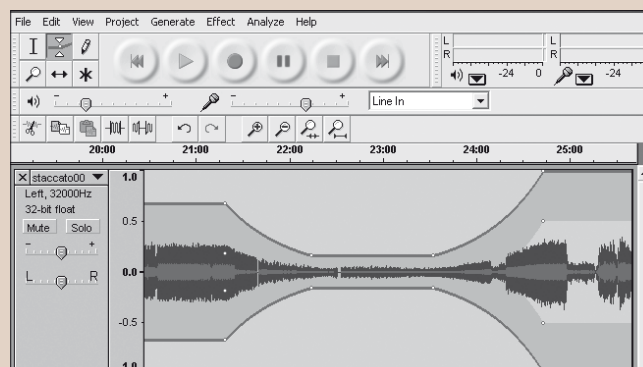 File Edit View Project Generate Effect Analyze Help
L
R
-24 0
L
R
-24
- +
- +
Line In
20:00 21:00 22:00 23:00 24:00 25:00
staccato00
Left, 32000Hz
32-bit float
Mute Solo
- +
L R
1.0
0.5
0.0
-0.5